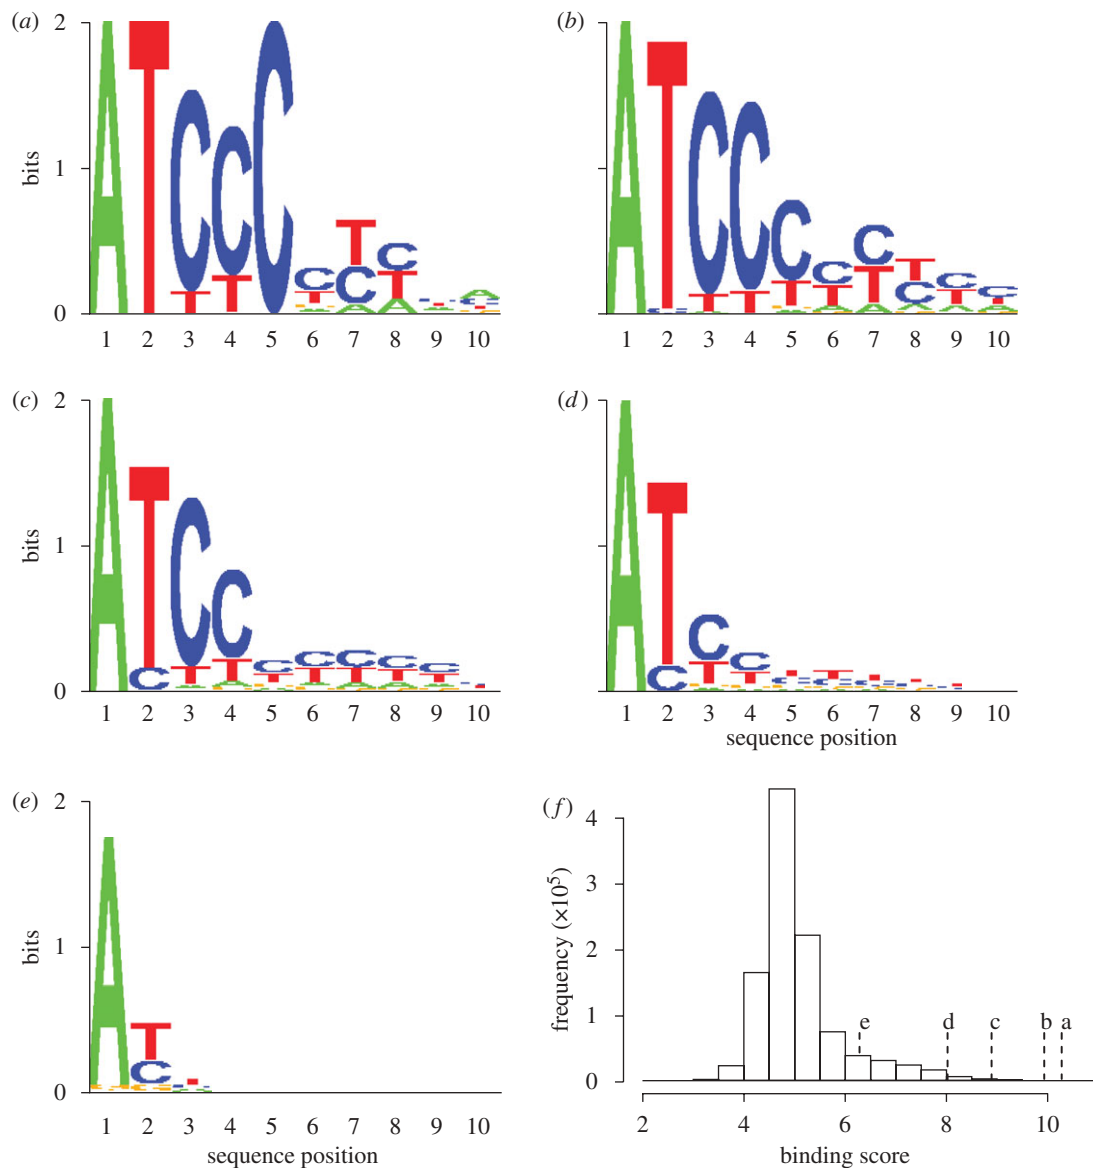 (a)
2
1
0
bits
A T C C C C T C A
T T T C T
A A
1 2 3 4 5 6 7 8 9 10
(b)
2
1
0
A T C C C C C T C C
T T T T T C T T
A A A A
1 2 3 4 5 6 7 8 9 10
(c)
2
1
0
bits
A T C C C C C C C
C T T T T T T T
A
1 2 3 4 5 6 7 8 9 10
(d)
A T C C T T T
C T T C C
1 2 3 4 5 6 7 8 9 10
sequence position
(e)
2
1
0
bits
A T
C
1 2 3 4 5 6 7 8 9 10
sequence position
(f)
4
3
2
1
0
frequency (×10⁵)
e d c b a
2 4 6 8 10
binding score